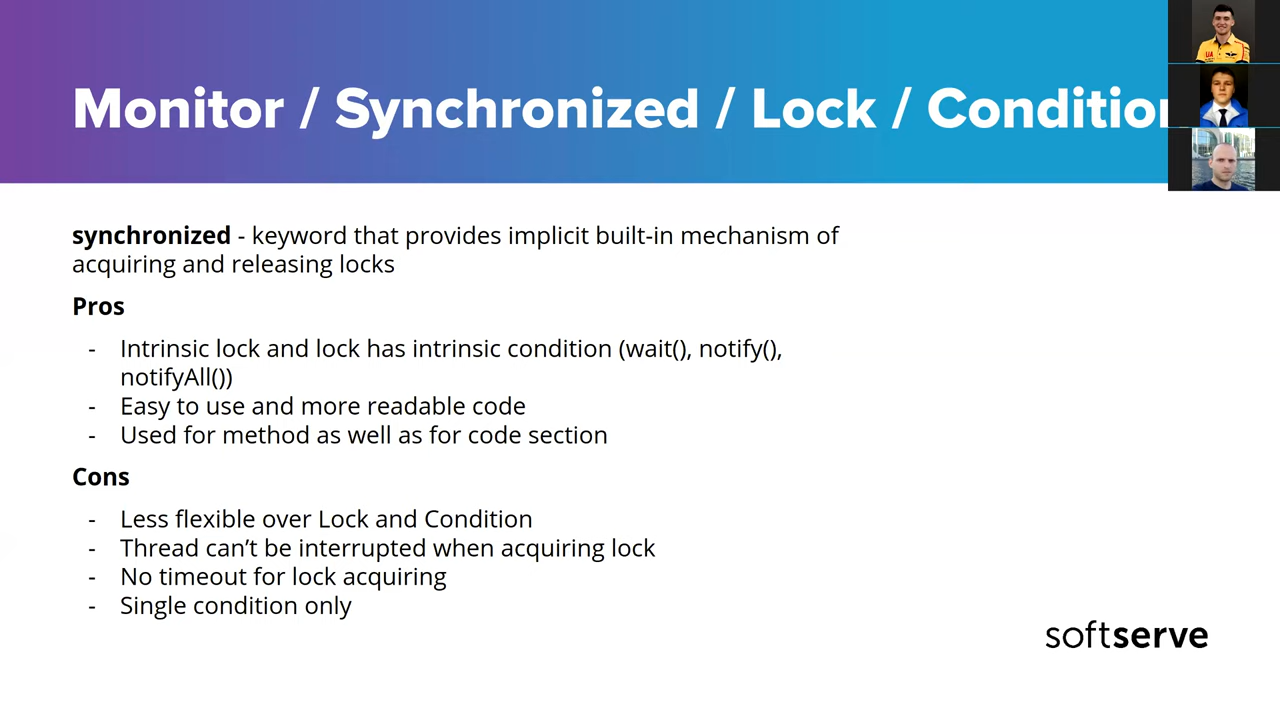 Monitor / Synchronized / Lock / Condition
synchronized - keyword that provides implicit built-in mechanism of
acquiring and releasing locks
Pros
- Intrinsic lock and lock has intrinsic condition (wait(), notify(),
notifyAll())
- Easy to use and more readable code
- Used for method as well as for code section
Cons
- Less flexible over Lock and Condition
- Thread can’t be interrupted when acquiring lock
- No timeout for lock acquiring
- Single condition only
softserve
UA